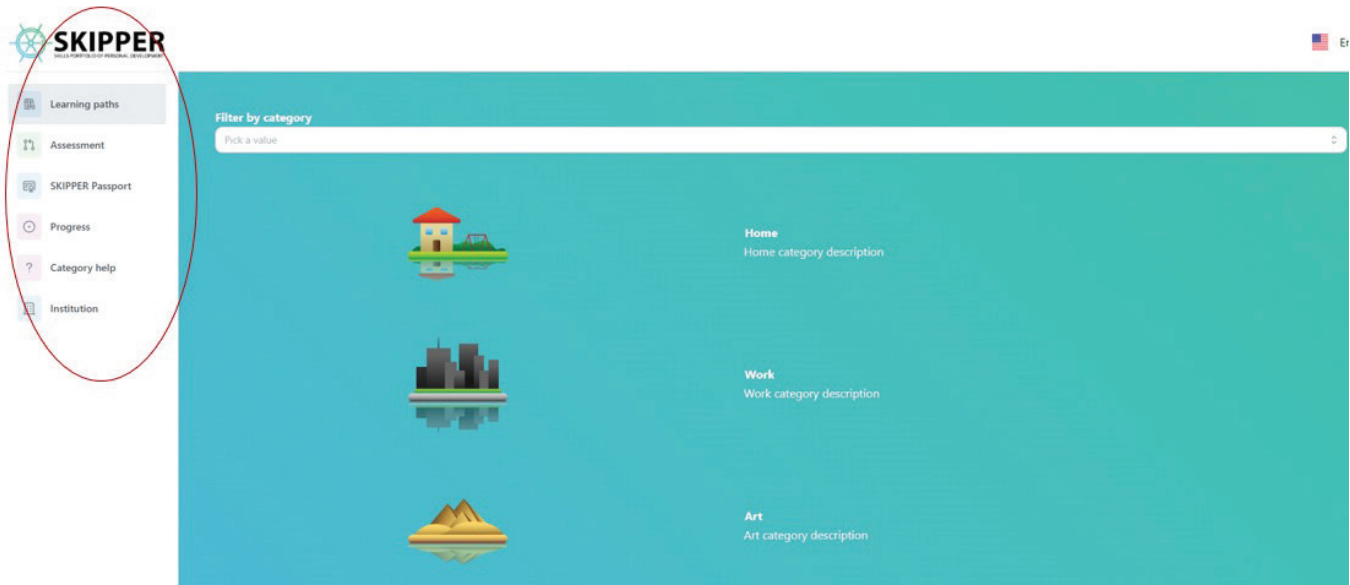 SKIPPER
SKILLS PORTFOLIO OF PERSONAL DEVELOPMENT
Learning paths
Assessment
SKIPPER Passport
Progress
Category help
Institution
Filter by category
Pick a value
Home
Home category description
Work
Work category description
Art
Art category description